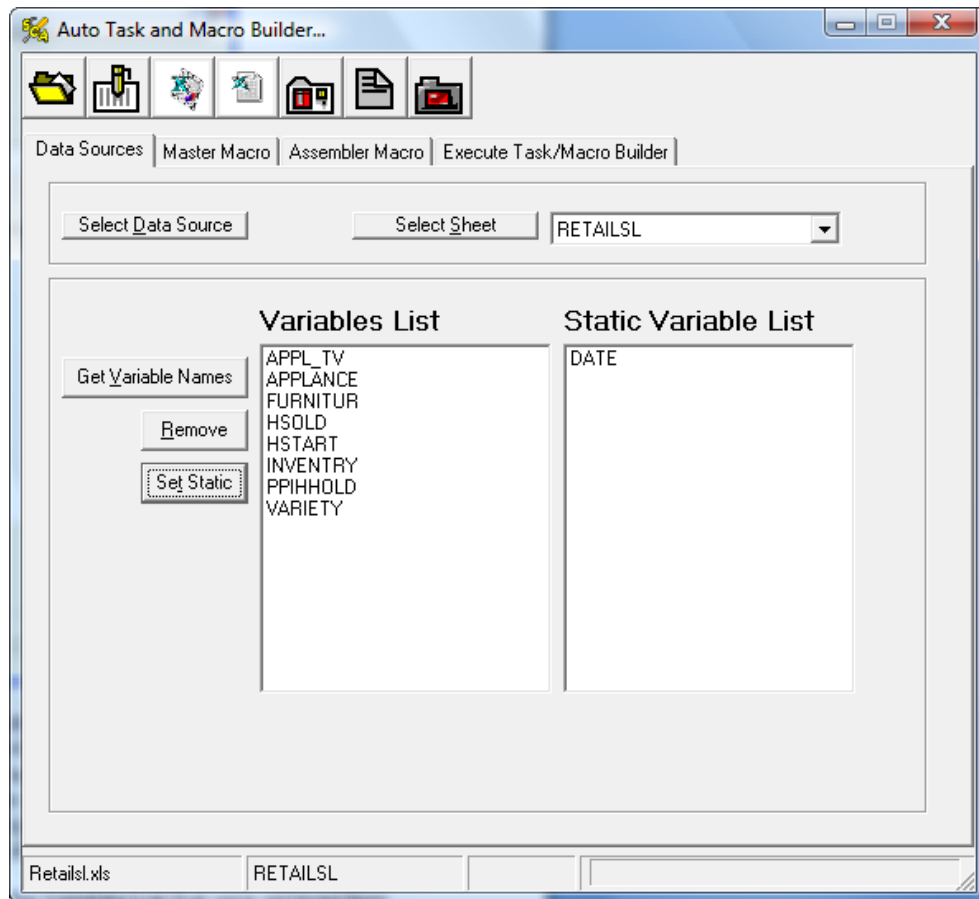 Auto Task and Macro Builder...
Data Sources Master Macro Assembler Macro Execute Task/Macro Builder
Select Data Source Select Sheet RETAILSL
Variables List Static Variable List
Get Variable Names
Remove
Set Static
APPL_TV
APPLANCE
FURNITUR
HSOLD
HSTART
INVENTRY
PPIHHOLD
VARIETY
DATE
Retailsl.xls RETAILSL